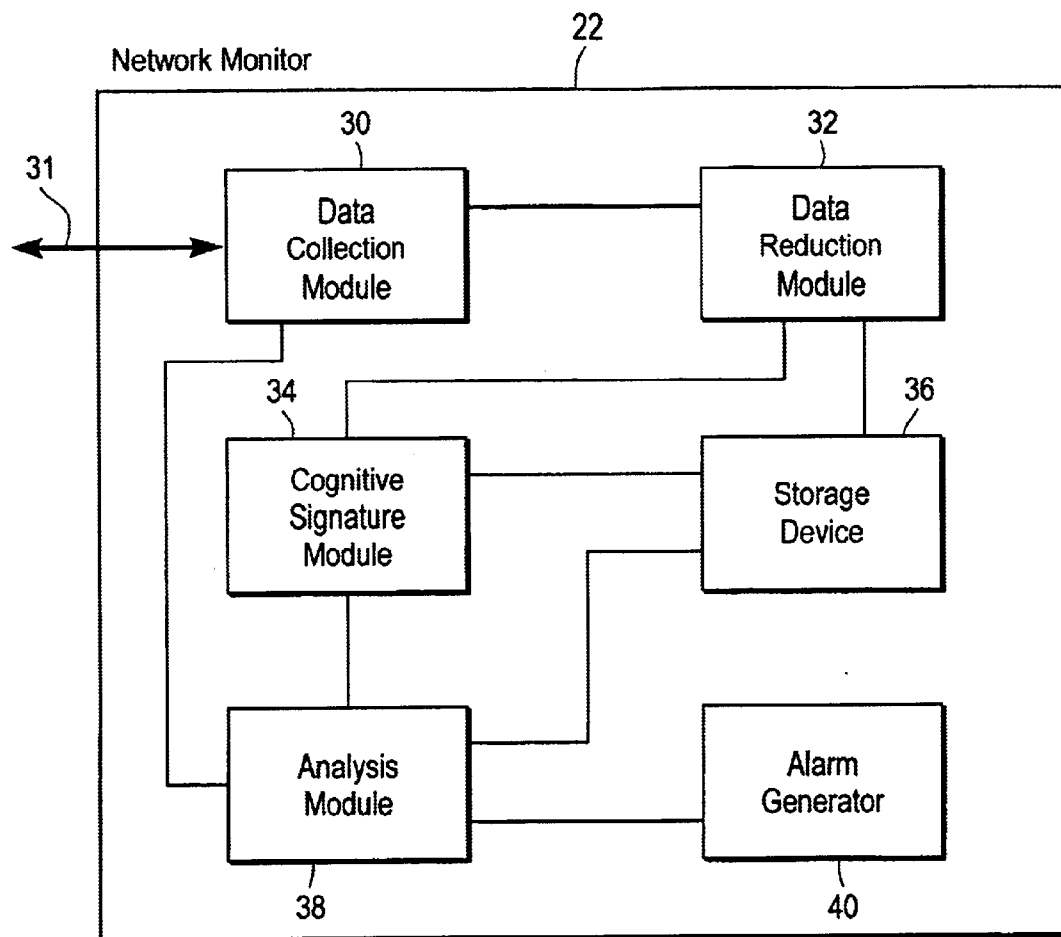 22
Network Monitor
30
32
31
Data
Collection
Module
Data
Reduction
Module
34
36
Cognitive
Signature
Module
Storage
Device
Analysis
Module
Alarm
Generator
38
40